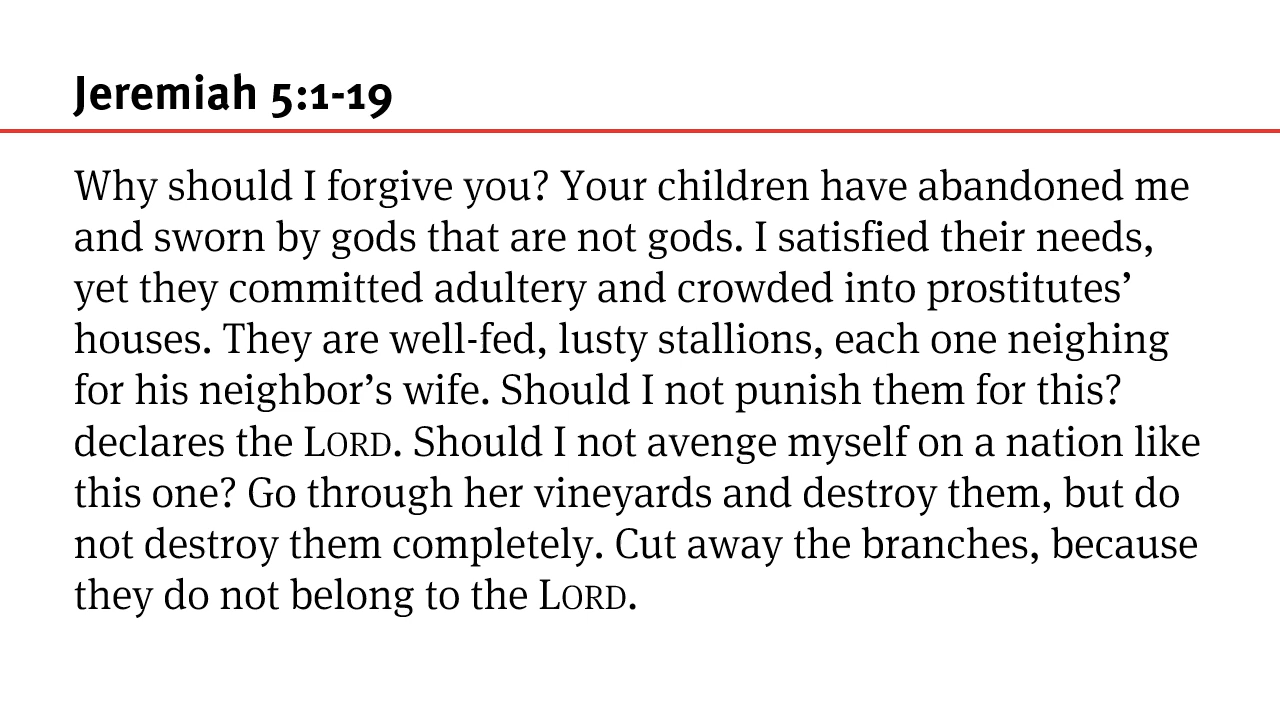 Jeremiah 5:1-19
Why should I forgive you? Your children have abandoned me
and sworn by gods that are not gods. I satisfied their needs,
yet they committed adultery and crowded into prostitutes’
houses. They are well-fed, lusty stallions, each one neighing
for his neighbor’s wife. Should I not punish them for this?
declares the LORD. Should I not avenge myself on a nation like
this one? Go through her vineyards and destroy them, but do
not destroy them completely. Cut away the branches, because
they do not belong to the LORD.